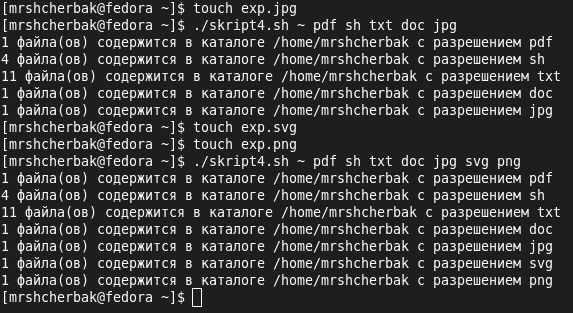 [mrshcherbak@fedora ~]$ touch exp.jpg
[mrshcherbak@fedora ~]$ ./skript4.sh ~ pdf sh txt doc jpg
1 файла(ов) содержится в каталоге /home/mrshcherbak с разрешением pdf
4 файла(ов) содержится в каталоге /home/mrshcherbak с разрешением sh
11 файла(ов) содержится в каталоге /home/mrshcherbak с разрешением txt
1 файла(ов) содержится в каталоге /home/mrshcherbak с разрешением doc
1 файла(ов) содержится в каталоге /home/mrshcherbak с разрешением jpg
[mrshcherbak@fedora ~]$ touch exp.svg
[mrshcherbak@fedora ~]$ touch exp.png
[mrshcherbak@fedora ~]$ ./skript4.sh ~ pdf sh txt doc jpg svg png
1 файла(ов) содержится в каталоге /home/mrshcherbak с разрешением pdf
4 файла(ов) содержится в каталоге /home/mrshcherbak с разрешением sh
11 файла(ов) содержится в каталоге /home/mrshcherbak с разрешением txt
1 файла(ов) содержится в каталоге /home/mrshcherbak с разрешением doc
1 файла(ов) содержится в каталоге /home/mrshcherbak с разрешением jpg
1 файла(ов) содержится в каталоге /home/mrshcherbak с разрешением svg
1 файла(ов) содержится в каталоге /home/mrshcherbak с разрешением png
[mrshcherbak@fedora ~]$